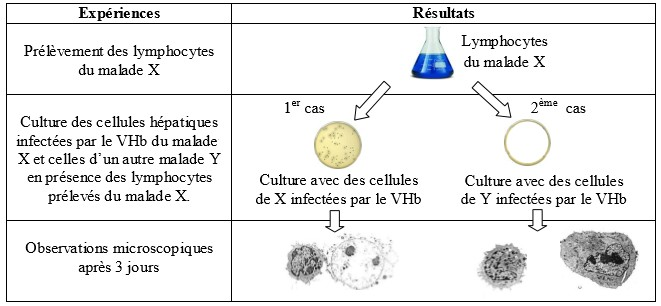 Expériences
Résultats
Prélèvement des lymphocytes
du malade X
Lymphocytes
du malade X
Culture des cellules hépatiques
infectées par le VHb du malade
X et celles d’un autre malade Y
en présence des lymphocytes
prélevés du malade X.
1er cas
2ème cas
Culture avec des cellules
de X infectées par le VHb
Culture avec des cellules
de Y infectées par le VHb
Observations microscopiques
après 3 jours